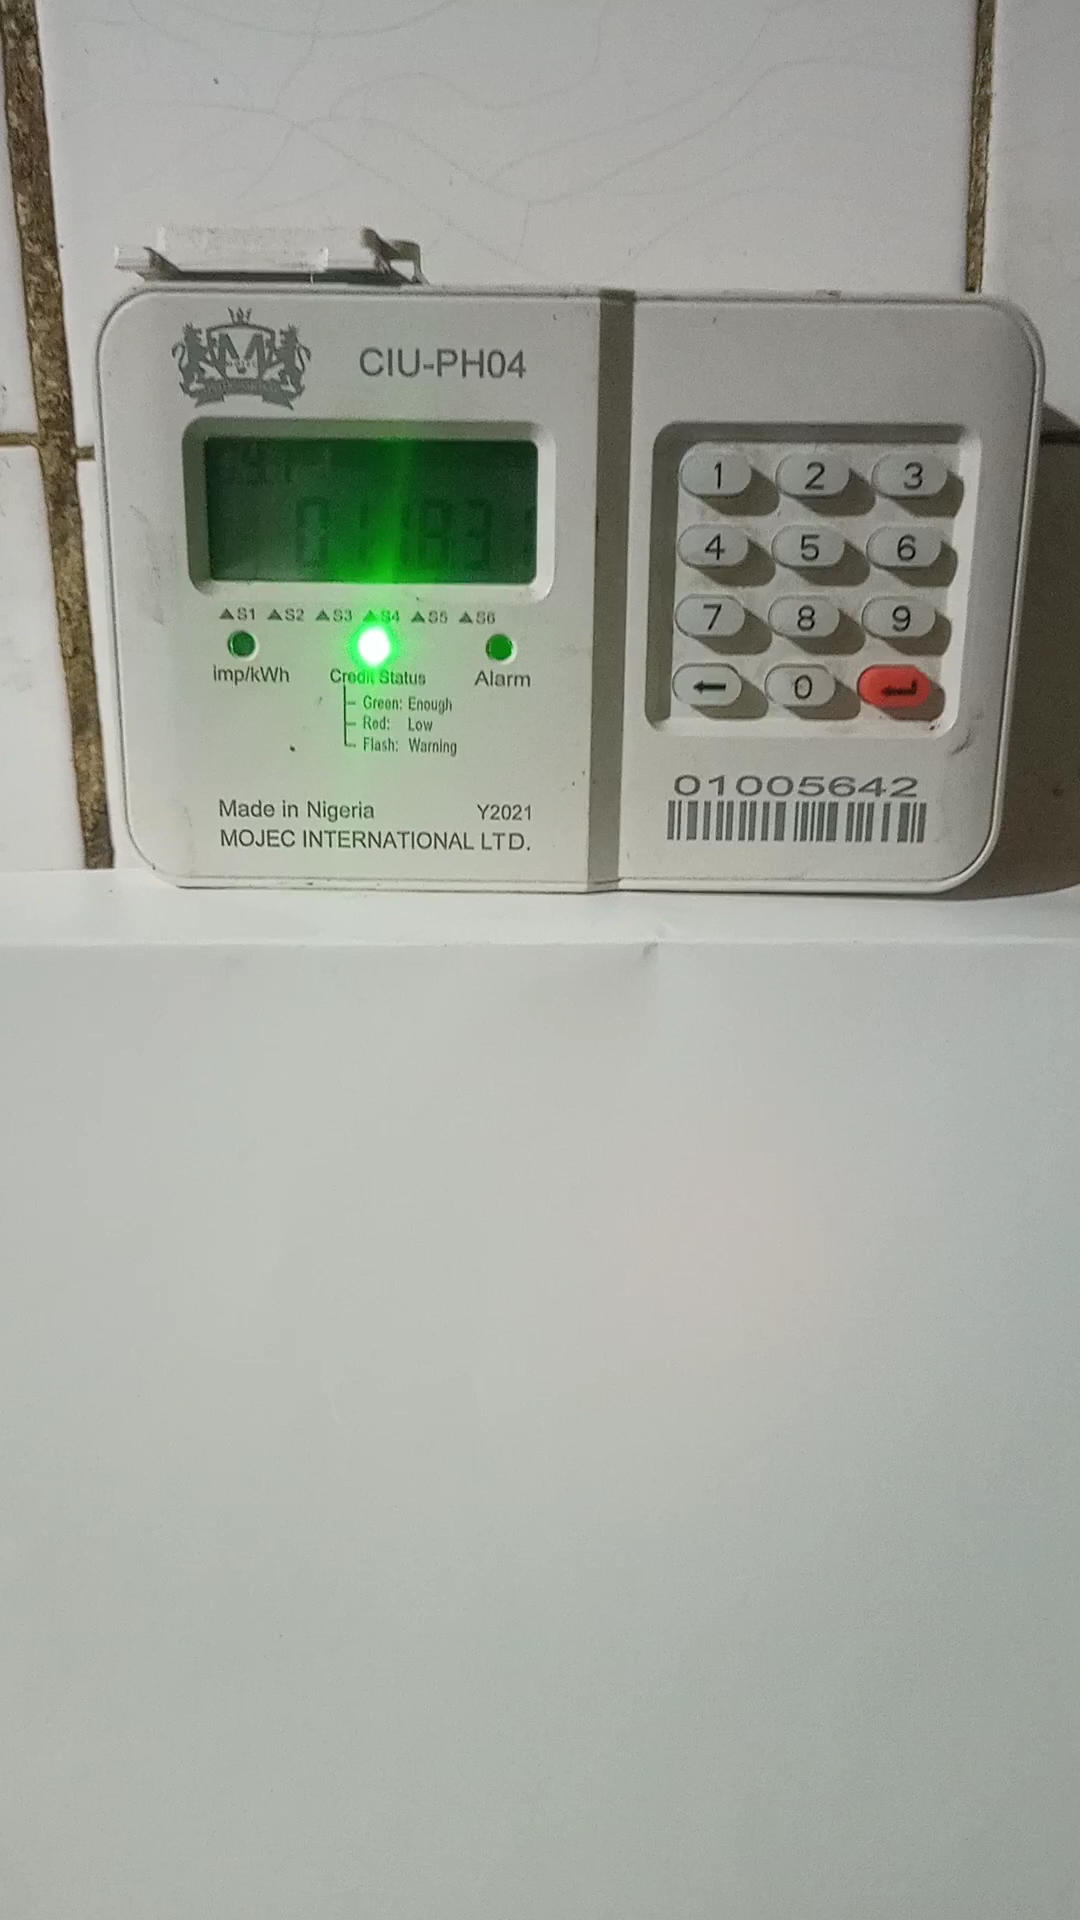 CIU-PH04
▲S1 ▲S2 ▲S3 ▲S4 ▲S5 ▲S6
imp/kWh Credit Status Alarm
Green: Enough
Red: Low
Flash: Warning
Made in Nigeria Y2021
MOJEC INTERNATIONAL LTD.
1 2 3
4 5 6
7 8 9
0
01005642